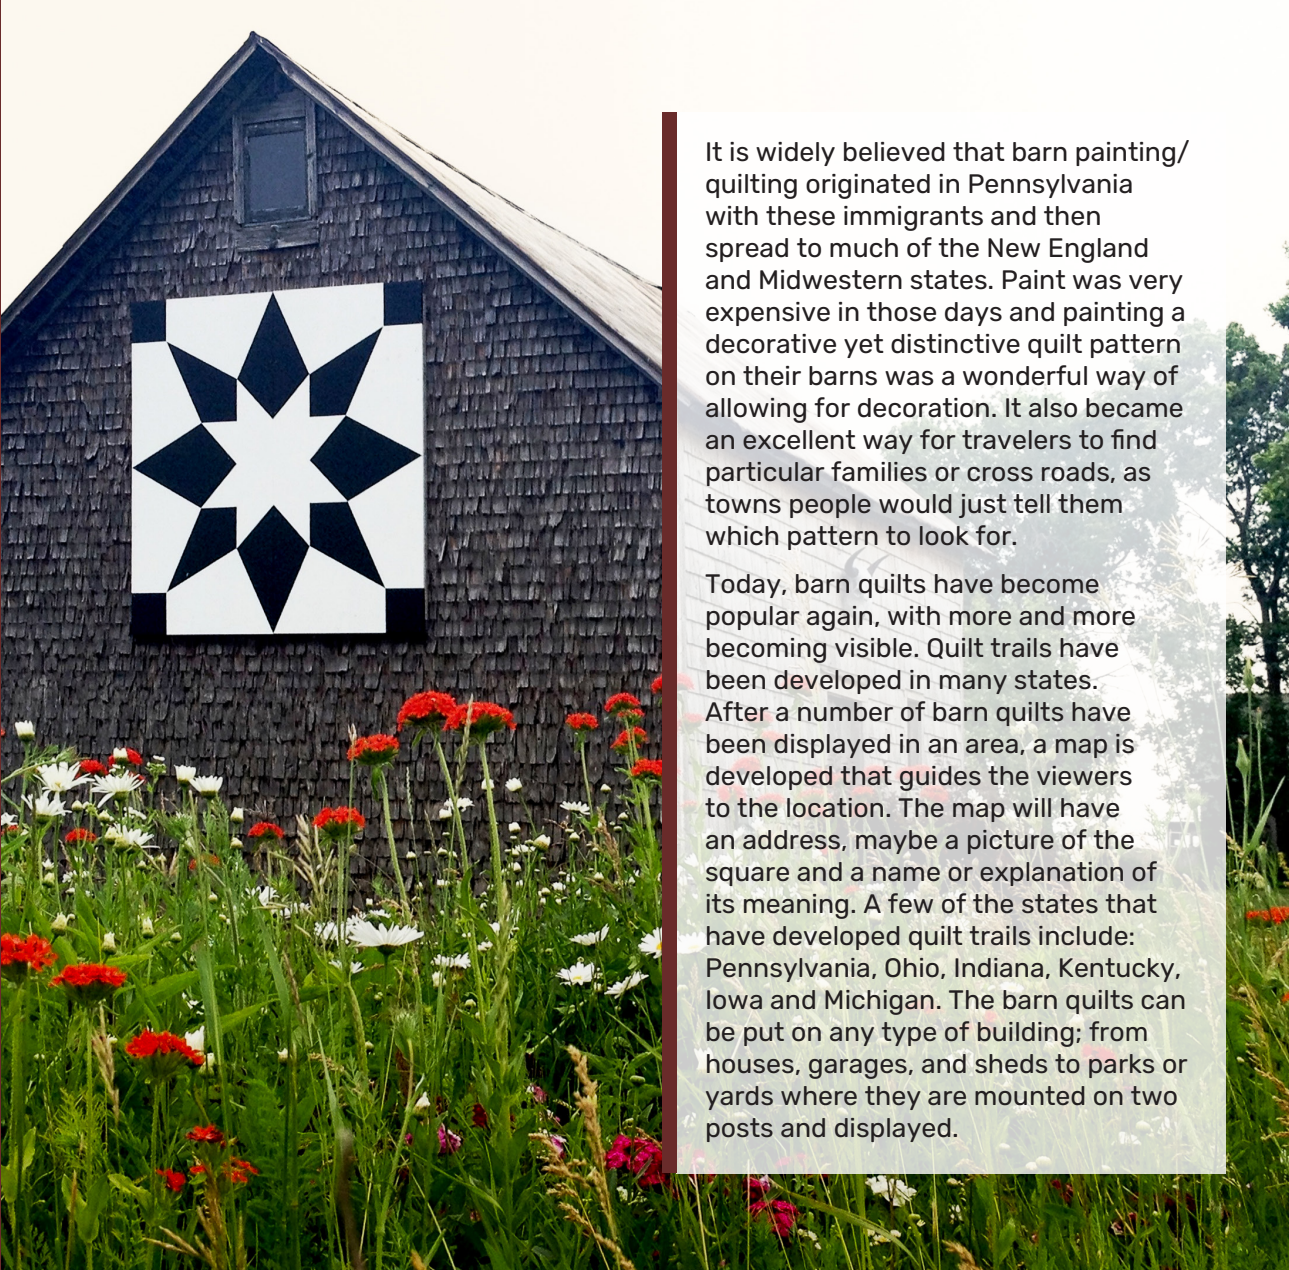 It is widely believed that barn painting/
quilting originated in Pennsylvania
with these immigrants and then
spread to much of the New England
and Midwestern states. Paint was very
expensive in those days and painting a
decorative yet distinctive quilt pattern
on their barns was a wonderful way of
allowing for decoration. It also became
an excellent way for travelers to find
particular families or cross roads, as
towns people would just tell them
which pattern to look for.
Today, barn quilts have become
popular again, with more and more
becoming visible. Quilt trails have
been developed in many states.
After a number of barn quilts have
been displayed in an area, a map is
developed that guides the viewers
to the location. The map will have
an address, maybe a picture of the
square and a name or explanation of
its meaning. A few of the states that
have developed quilt trails include:
Pennsylvania, Ohio, Indiana, Kentucky,
Iowa and Michigan. The barn quilts can
be put on any type of building; from
houses, garages, and sheds to parks or
yards where they are mounted on two
posts and displayed.